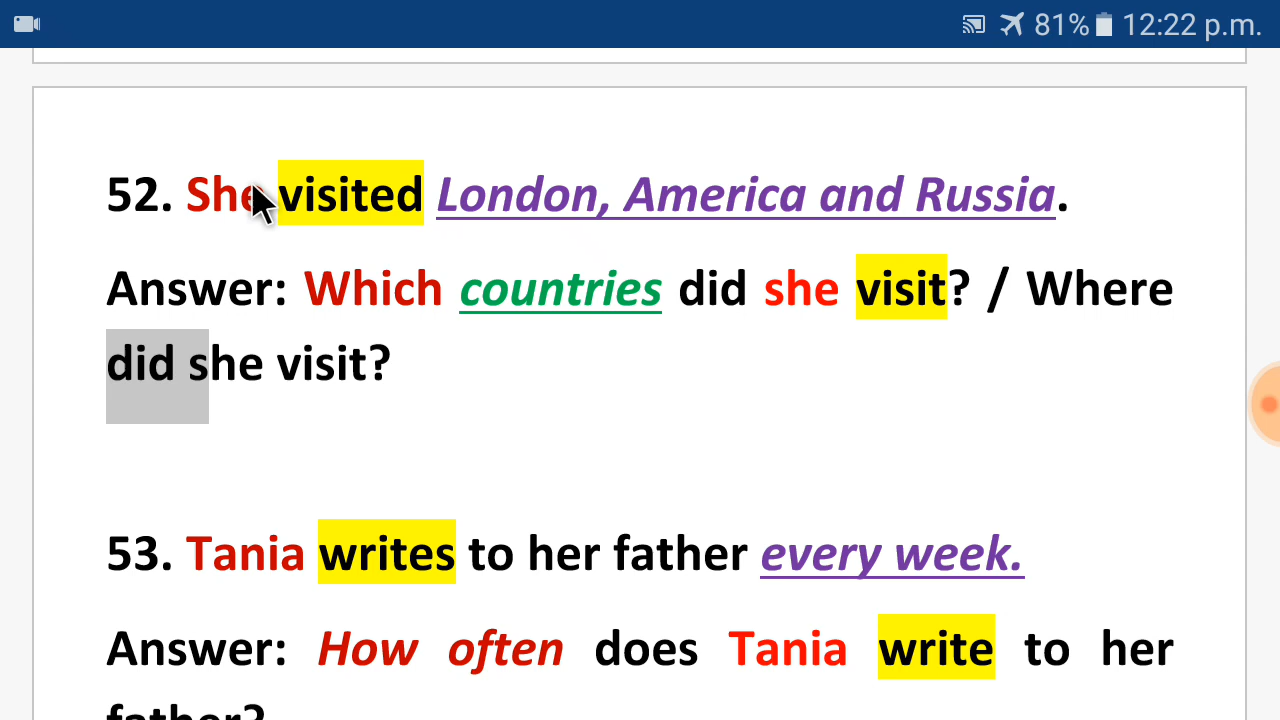 81% 12:22 p.m.
52. She visited London, America and Russia.
Answer: Which countries did she visit? / Where
did she visit?
53. Tania writes to her father every week.
Answer: How often does Tania write to her
father?